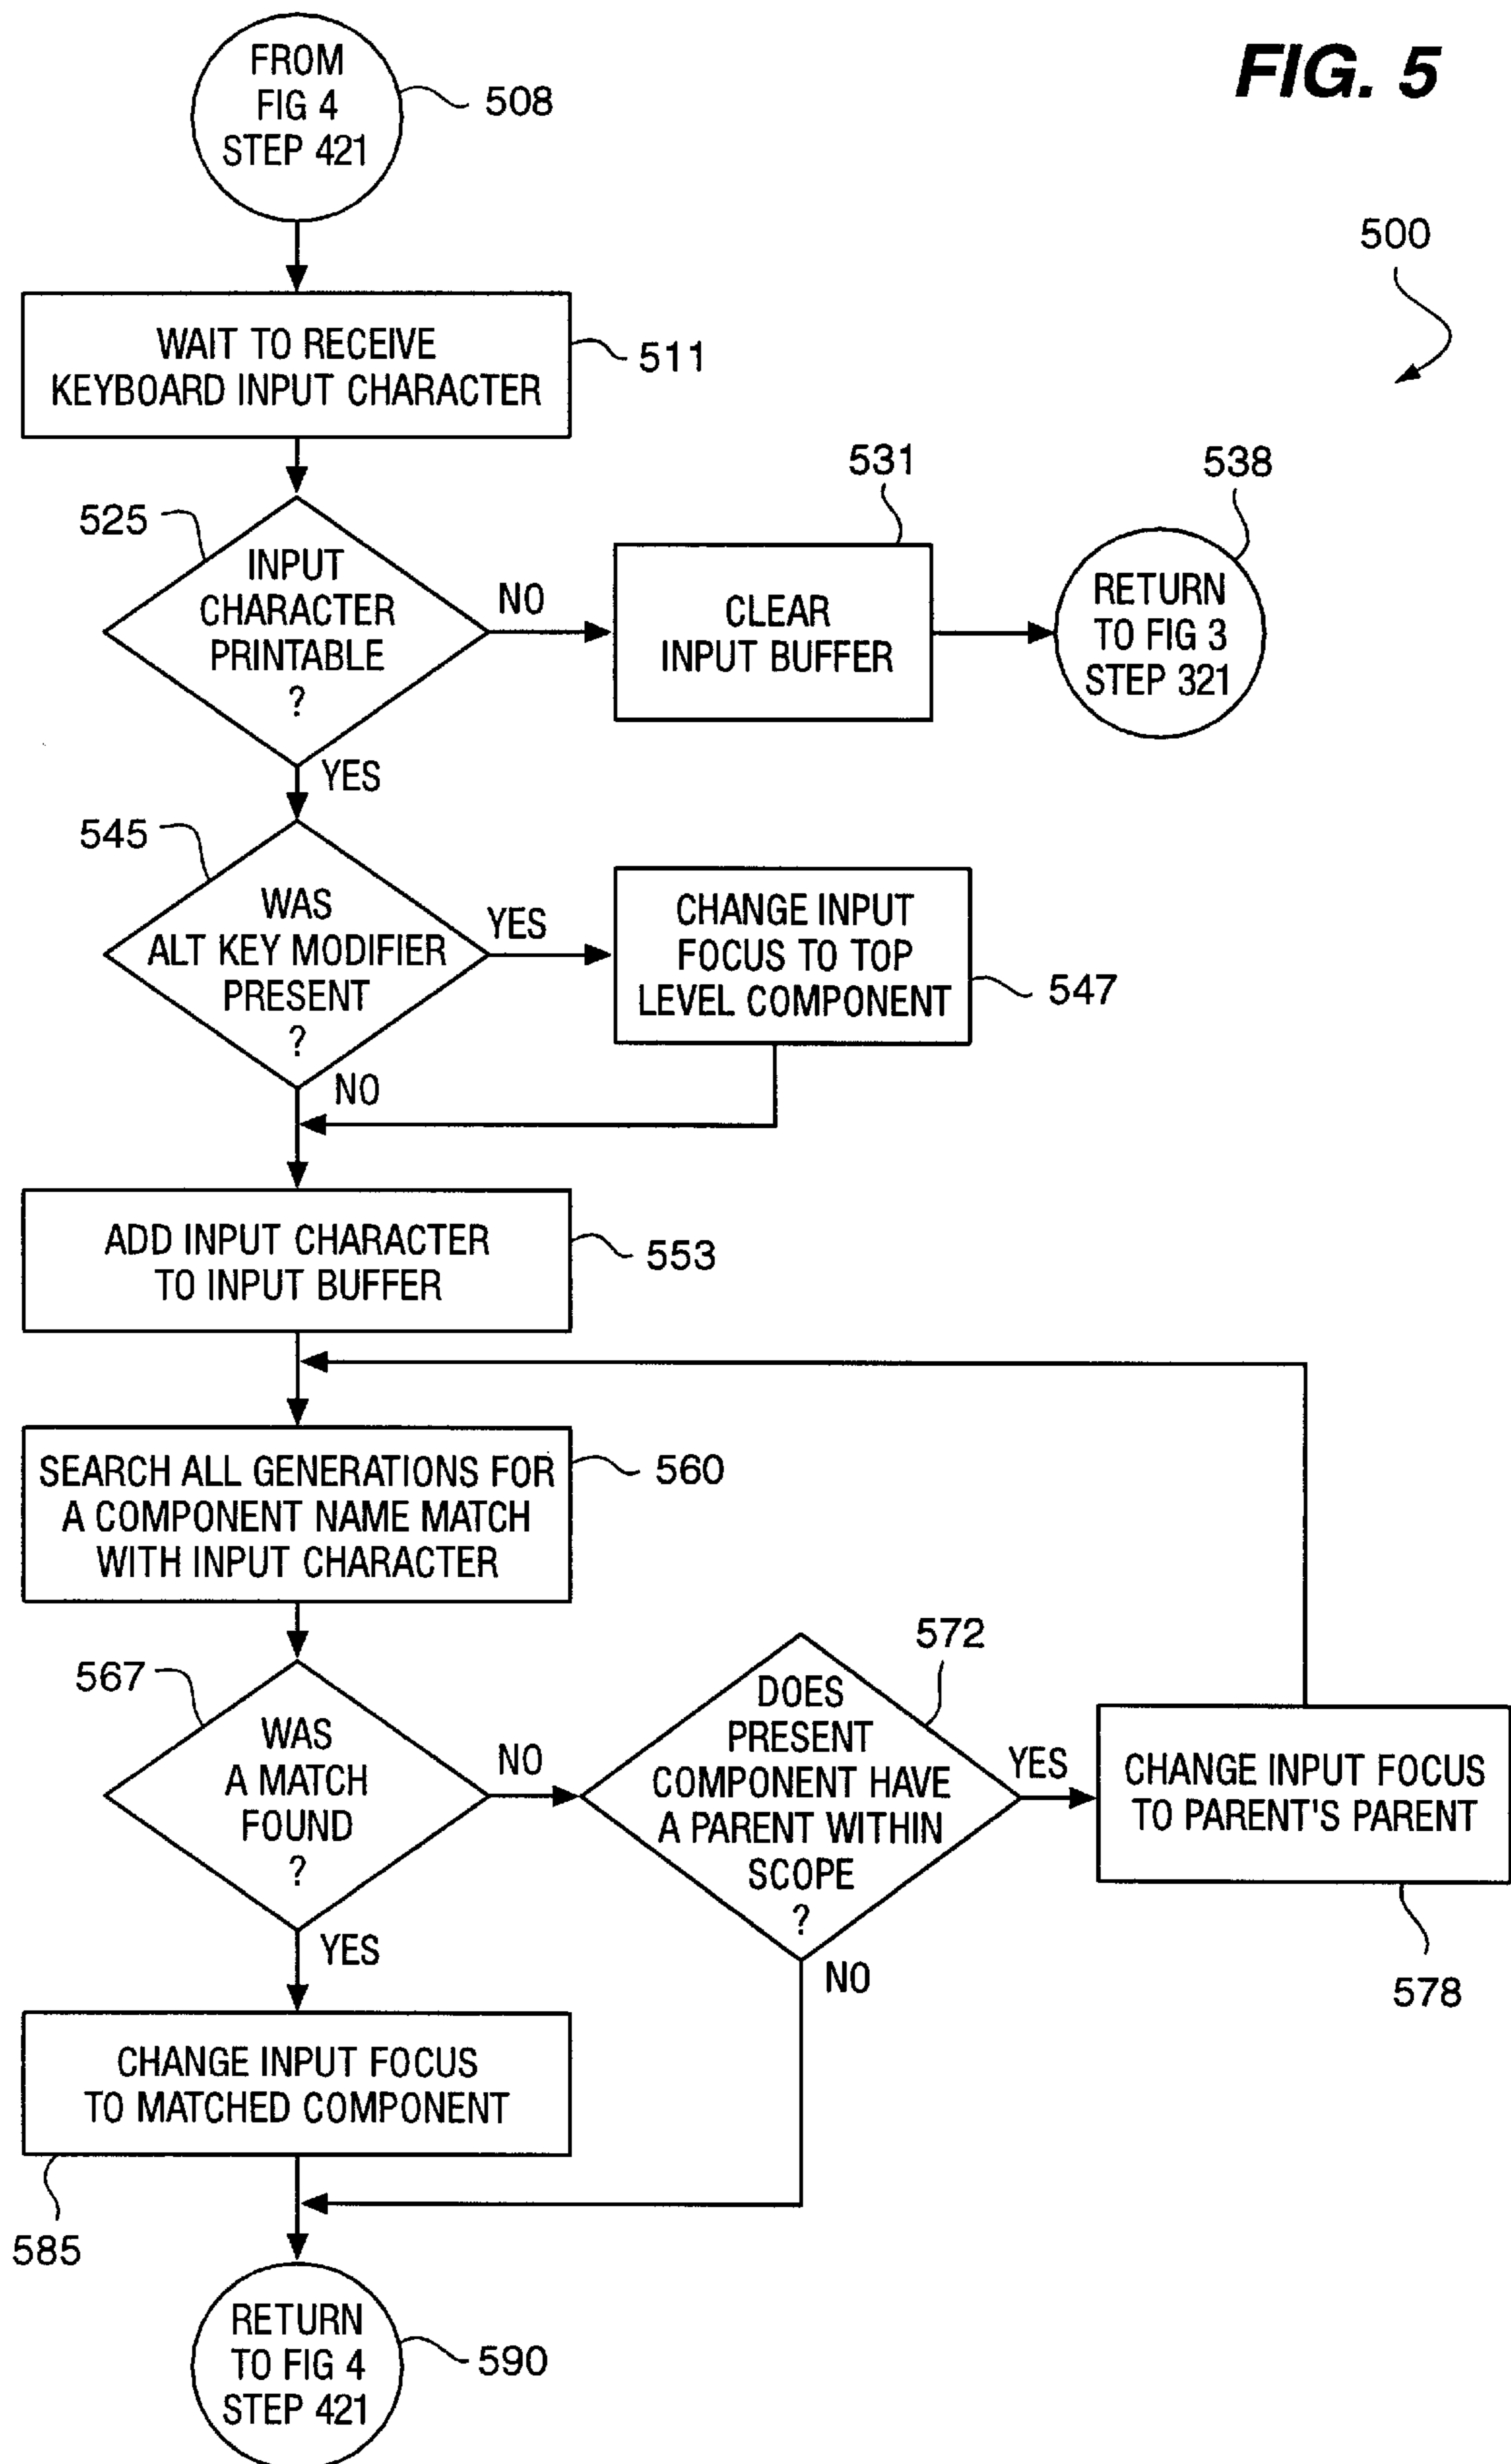 FIG. 5
FROM
FIG 4
STEP 421
508
500
WAIT TO RECEIVE
KEYBOARD INPUT CHARACTER
511
525
INPUT
CHARACTER
PRINTABLE
?
NO
YES
531
CLEAR
INPUT BUFFER
538
RETURN
TO FIG 3
STEP 321
545
WAS
ALT KEY MODIFIER
PRESENT
?
YES
NO
CHANGE INPUT
FOCUS TO TOP
LEVEL COMPONENT
547
ADD INPUT CHARACTER
TO INPUT BUFFER
553
SEARCH ALL GENERATIONS FOR
A COMPONENT NAME MATCH
WITH INPUT CHARACTER
560
567
WAS
A MATCH
FOUND
?
NO
YES
572
DOES
PRESENT
COMPONENT HAVE
A PARENT WITHIN
SCOPE
?
YES
NO
CHANGE INPUT FOCUS
TO PARENT'S PARENT
578
CHANGE INPUT FOCUS
TO MATCHED COMPONENT
585
RETURN
TO FIG 4
STEP 421
590